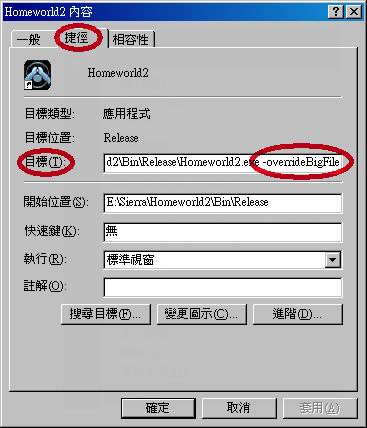 Homeworld2 內容
一般 捷徑 相容性
Homeworld2
目標類型: 應用程式
目標位置: Release
目標(T): d2\Bin\Release\Homeworld2.exe -overrideBigFile
開始位置(S): E:\Sierra\Homeworld2\Bin\Release
快速鍵(K): 無
執行(R): 標準視窗
註解(O):
搜尋目標(F)... 變更圖示(C)... 進階(D)...
確定 取消 套用(A)